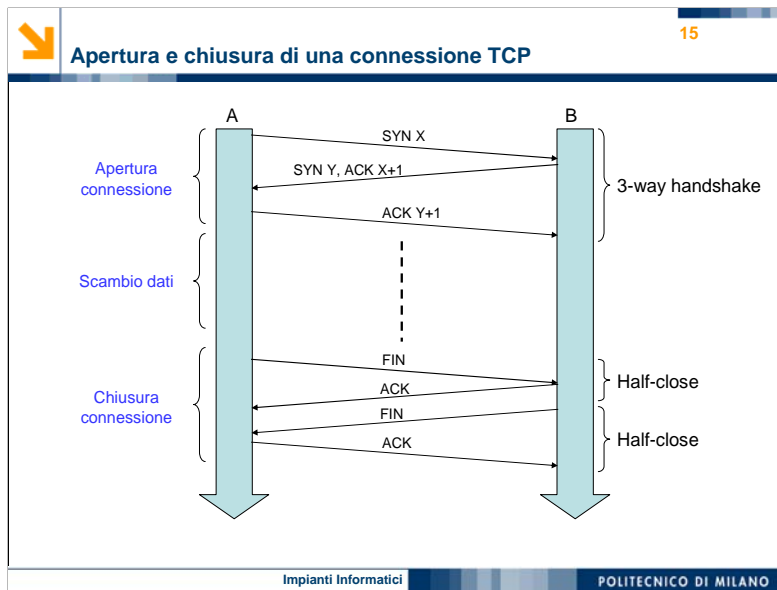 15
Apertura e chiusura di una connessione TCP
A
B
SYN X
Apertura
connessione
SYN Y, ACK X+1
3-way handshake
ACK Y+1
Scambio dati
FIN
Half-close
ACK
Chiusura
connessione
FIN
Half-close
ACK
Impianti Informatici
POLITECNICO DI MILANO